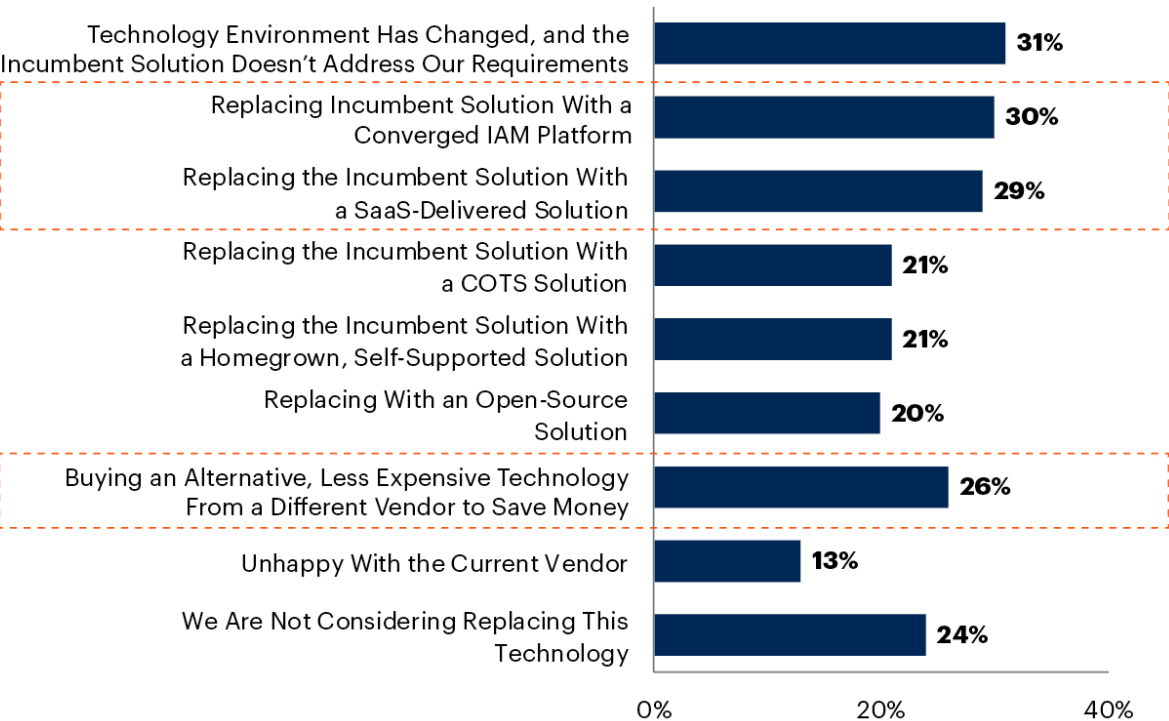 Technology Environment Has Changed, and the
Incumbent Solution Doesn't Address Our Requirements
31%
Replacing Incumbent Solution With a
Converged IAM Platform
30%
Replacing the Incumbent Solution With
a SaaS-Delivered Solution
29%
Replacing the Incumbent Solution With
a COTS Solution
21%
Replacing the Incumbent Solution With
a Homegrown, Self-Supported Solution
21%
Replacing With an Open-Source
Solution
20%
Buying an Alternative, Less Expensive Technology
From a Different Vendor to Save Money
26%
Unhappy With the Current Vendor
13%
We Are Not Considering Replacing This
Technology
24%
0% 20% 40%